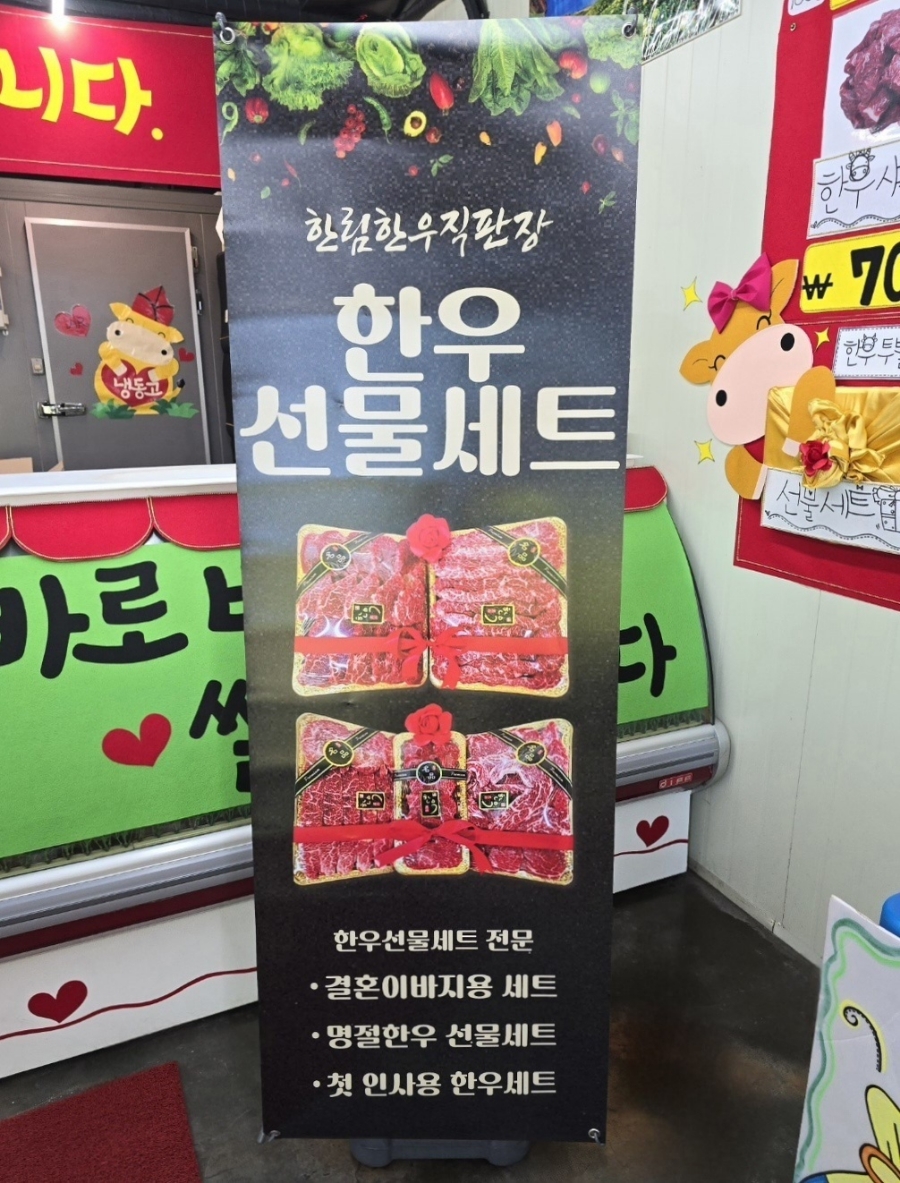 니다.
한림한우직판장
한우
선물세트
냉동고
한우
₩ 70
한우
선물세트
바로
다
한우선물세트 전문
• 결혼이바지용 세트
• 명절한우 선물세트
• 첫 인사용 한우세트